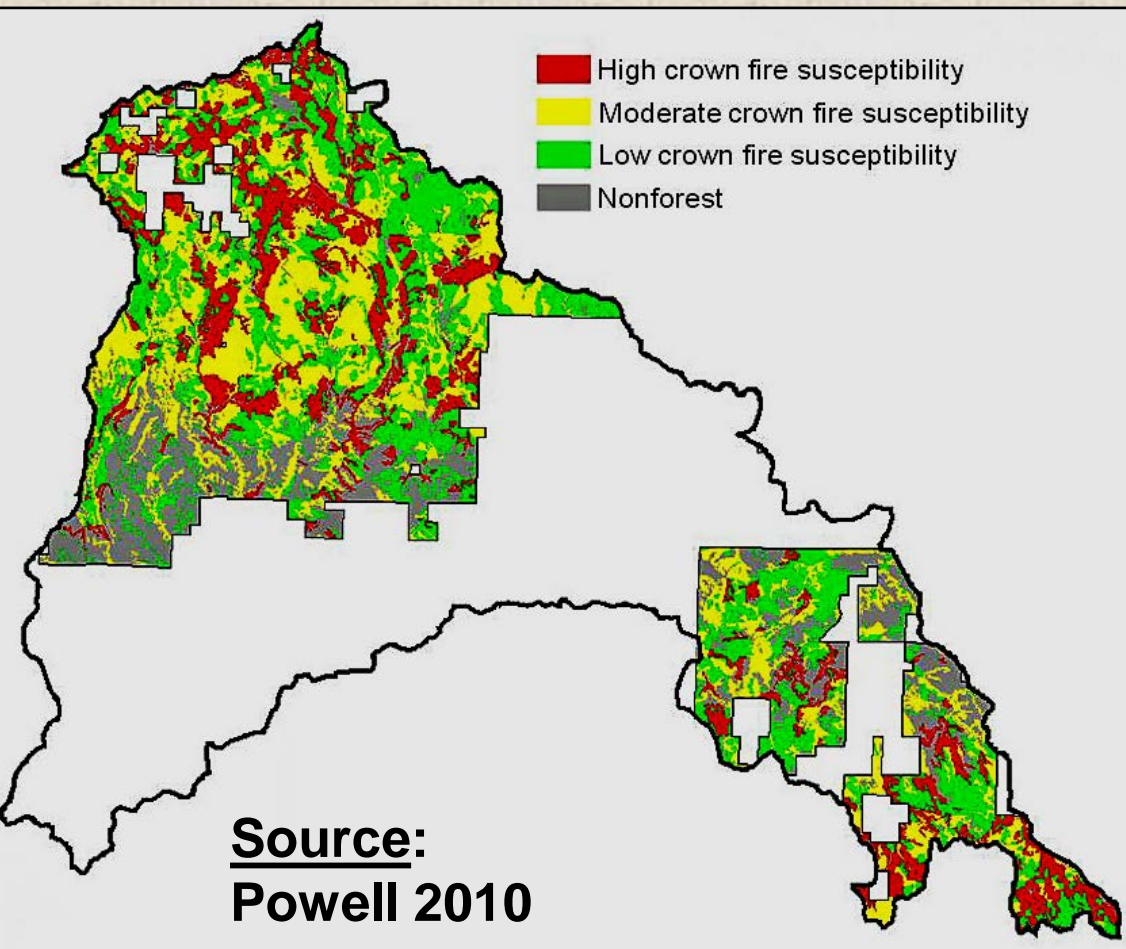 High crown fire susceptibility
Moderate crown fire susceptibility
Low crown fire susceptibility
Nonforest
Source:
Powell 2010